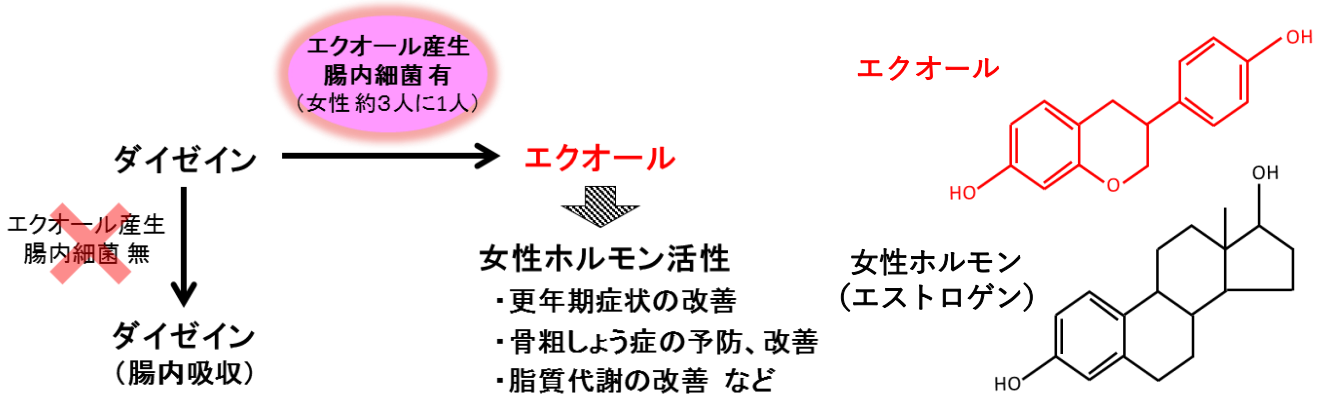 エクオール産生
腸内細菌 有
(女性 約3人に1人)
ダイゼイン
エクオール
エクオール産生
腸内細菌 無
ダイゼイン
(腸内吸収)
女性ホルモン活性
・更年期症状の改善
・骨粗しょう症の予防、改善
・脂質代謝の改善 など
エクオール
OH
HO
O
女性ホルモン
(エストロゲン)
OH
HO